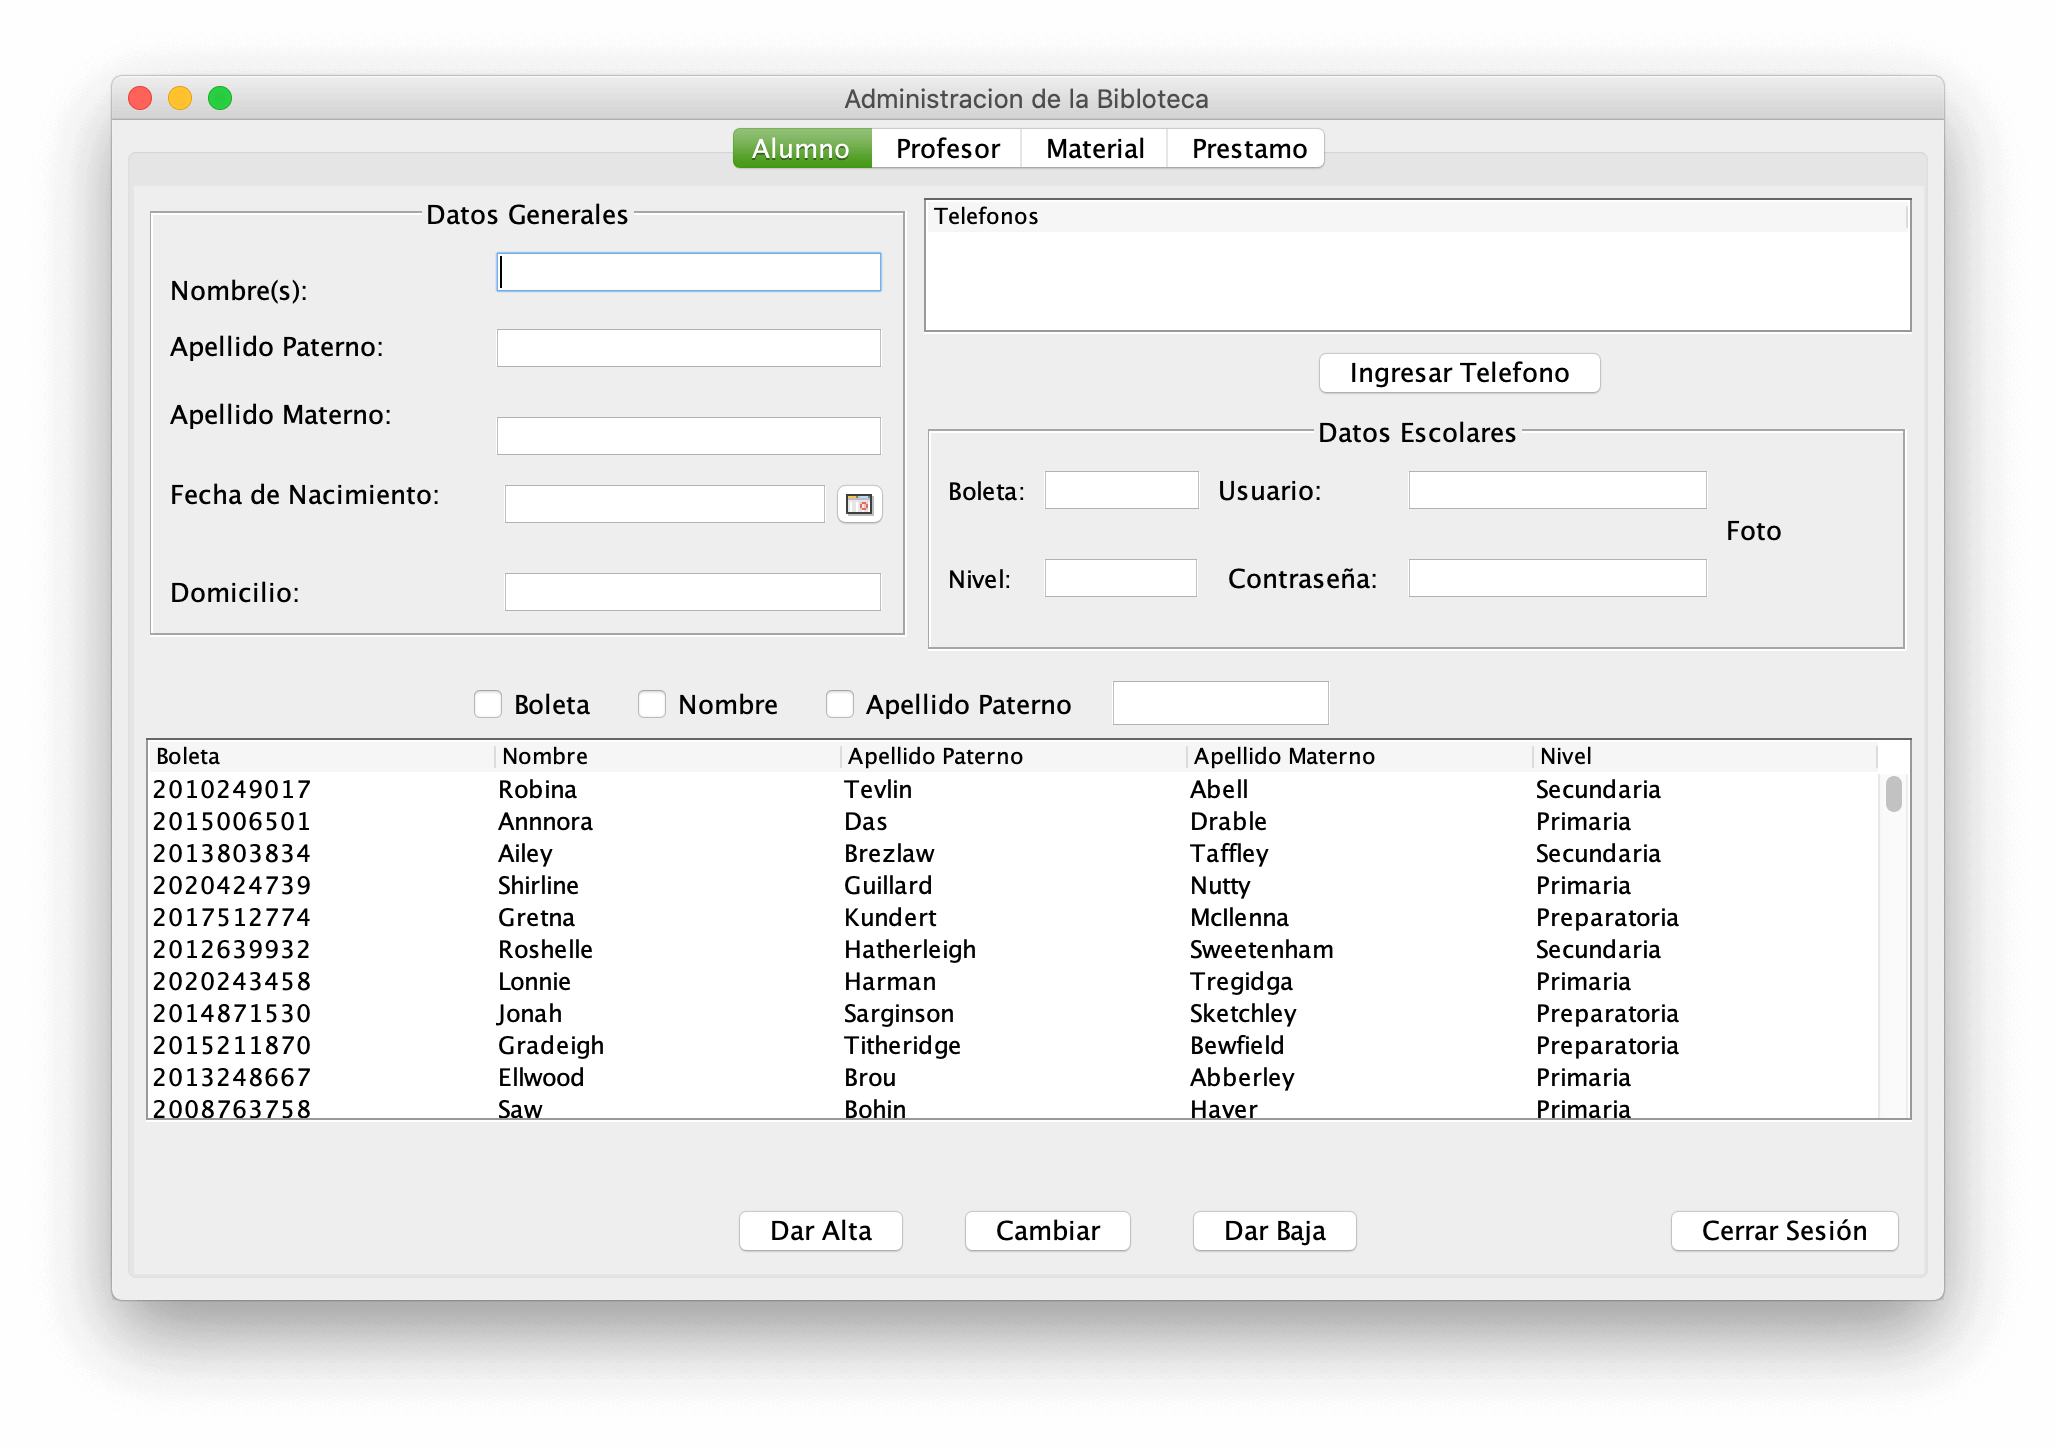 Administracion de la Bibloteca
Alumno Profesor Material Prestamo
Datos Generales
Nombre(s):
Apellido Paterno:
Apellido Materno:
Fecha de Nacimiento:
Domicilio:
Telefonos
Ingresar Telefono
Datos Escolares
Boleta: Usuario:
Foto
Nivel: Contraseña:
Boleta Nombre Apellido Paterno
Boleta Nombre Apellido Paterno Apellido Materno Nivel
2010249017 Robina Tevlin Abell Secundaria
2015006501 Annnora Das Drable Primaria
2013803834 Ailey Brezlaw Taffley Secundaria
2020424739 Shirline Guillard Nutty Primaria
2017512774 Gretna Kundert McIlenna Preparatoria
2012639932 Roshelle Hatherleigh Sweetenham Secundaria
2020243458 Lonnie Harman Tregidga Primaria
2014871530 Jonah Sarginson Sketchley Preparatoria
2015211870 Gradeigh Titheridge Bewfield Preparatoria
2013248667 Ellwood Brou Abberley Primaria
2008763758 Saw Bohin Haver Primaria
Dar Alta Cambiar Dar Baja Cerrar Sesión